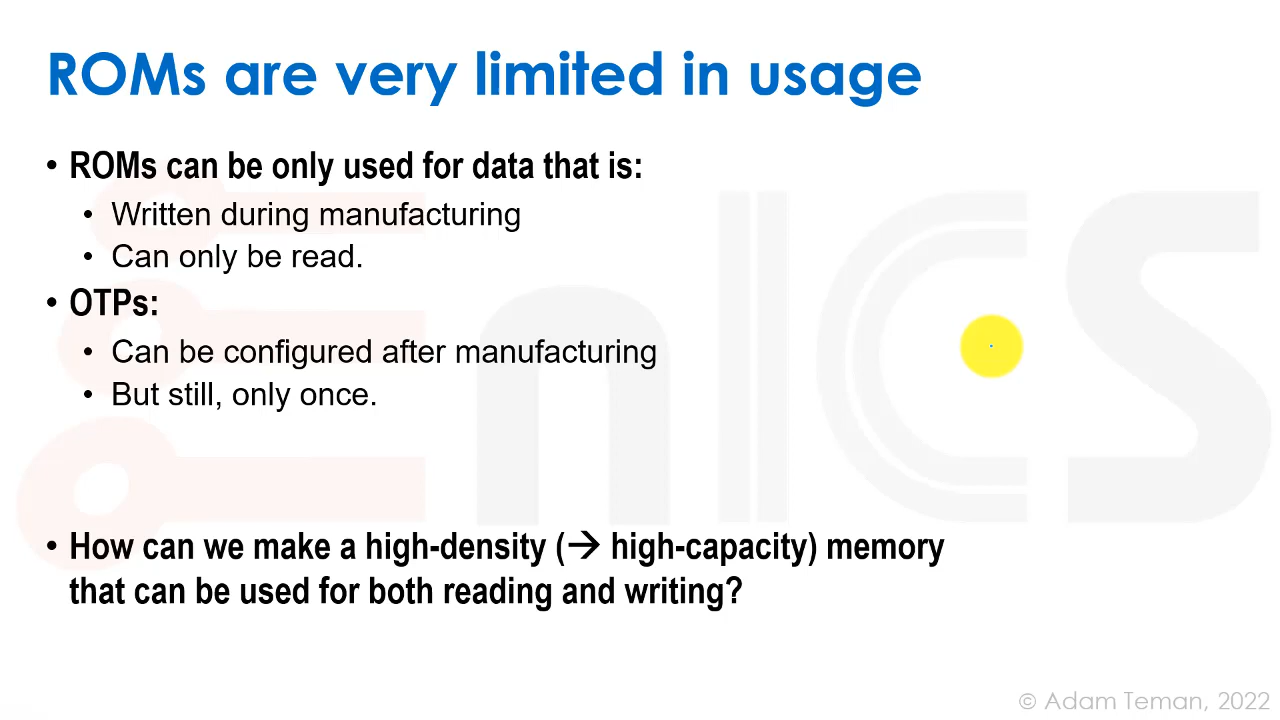 ROMs are very limited in usage
• ROMs can be only used for data that is:
• Written during manufacturing
• Can only be read.
• OTPs:
• Can be configured after manufacturing
• But still, only once.
• How can we make a high-density (→ high-capacity) memory
that can be used for both reading and writing?
enICS
© Adam Teman, 2022